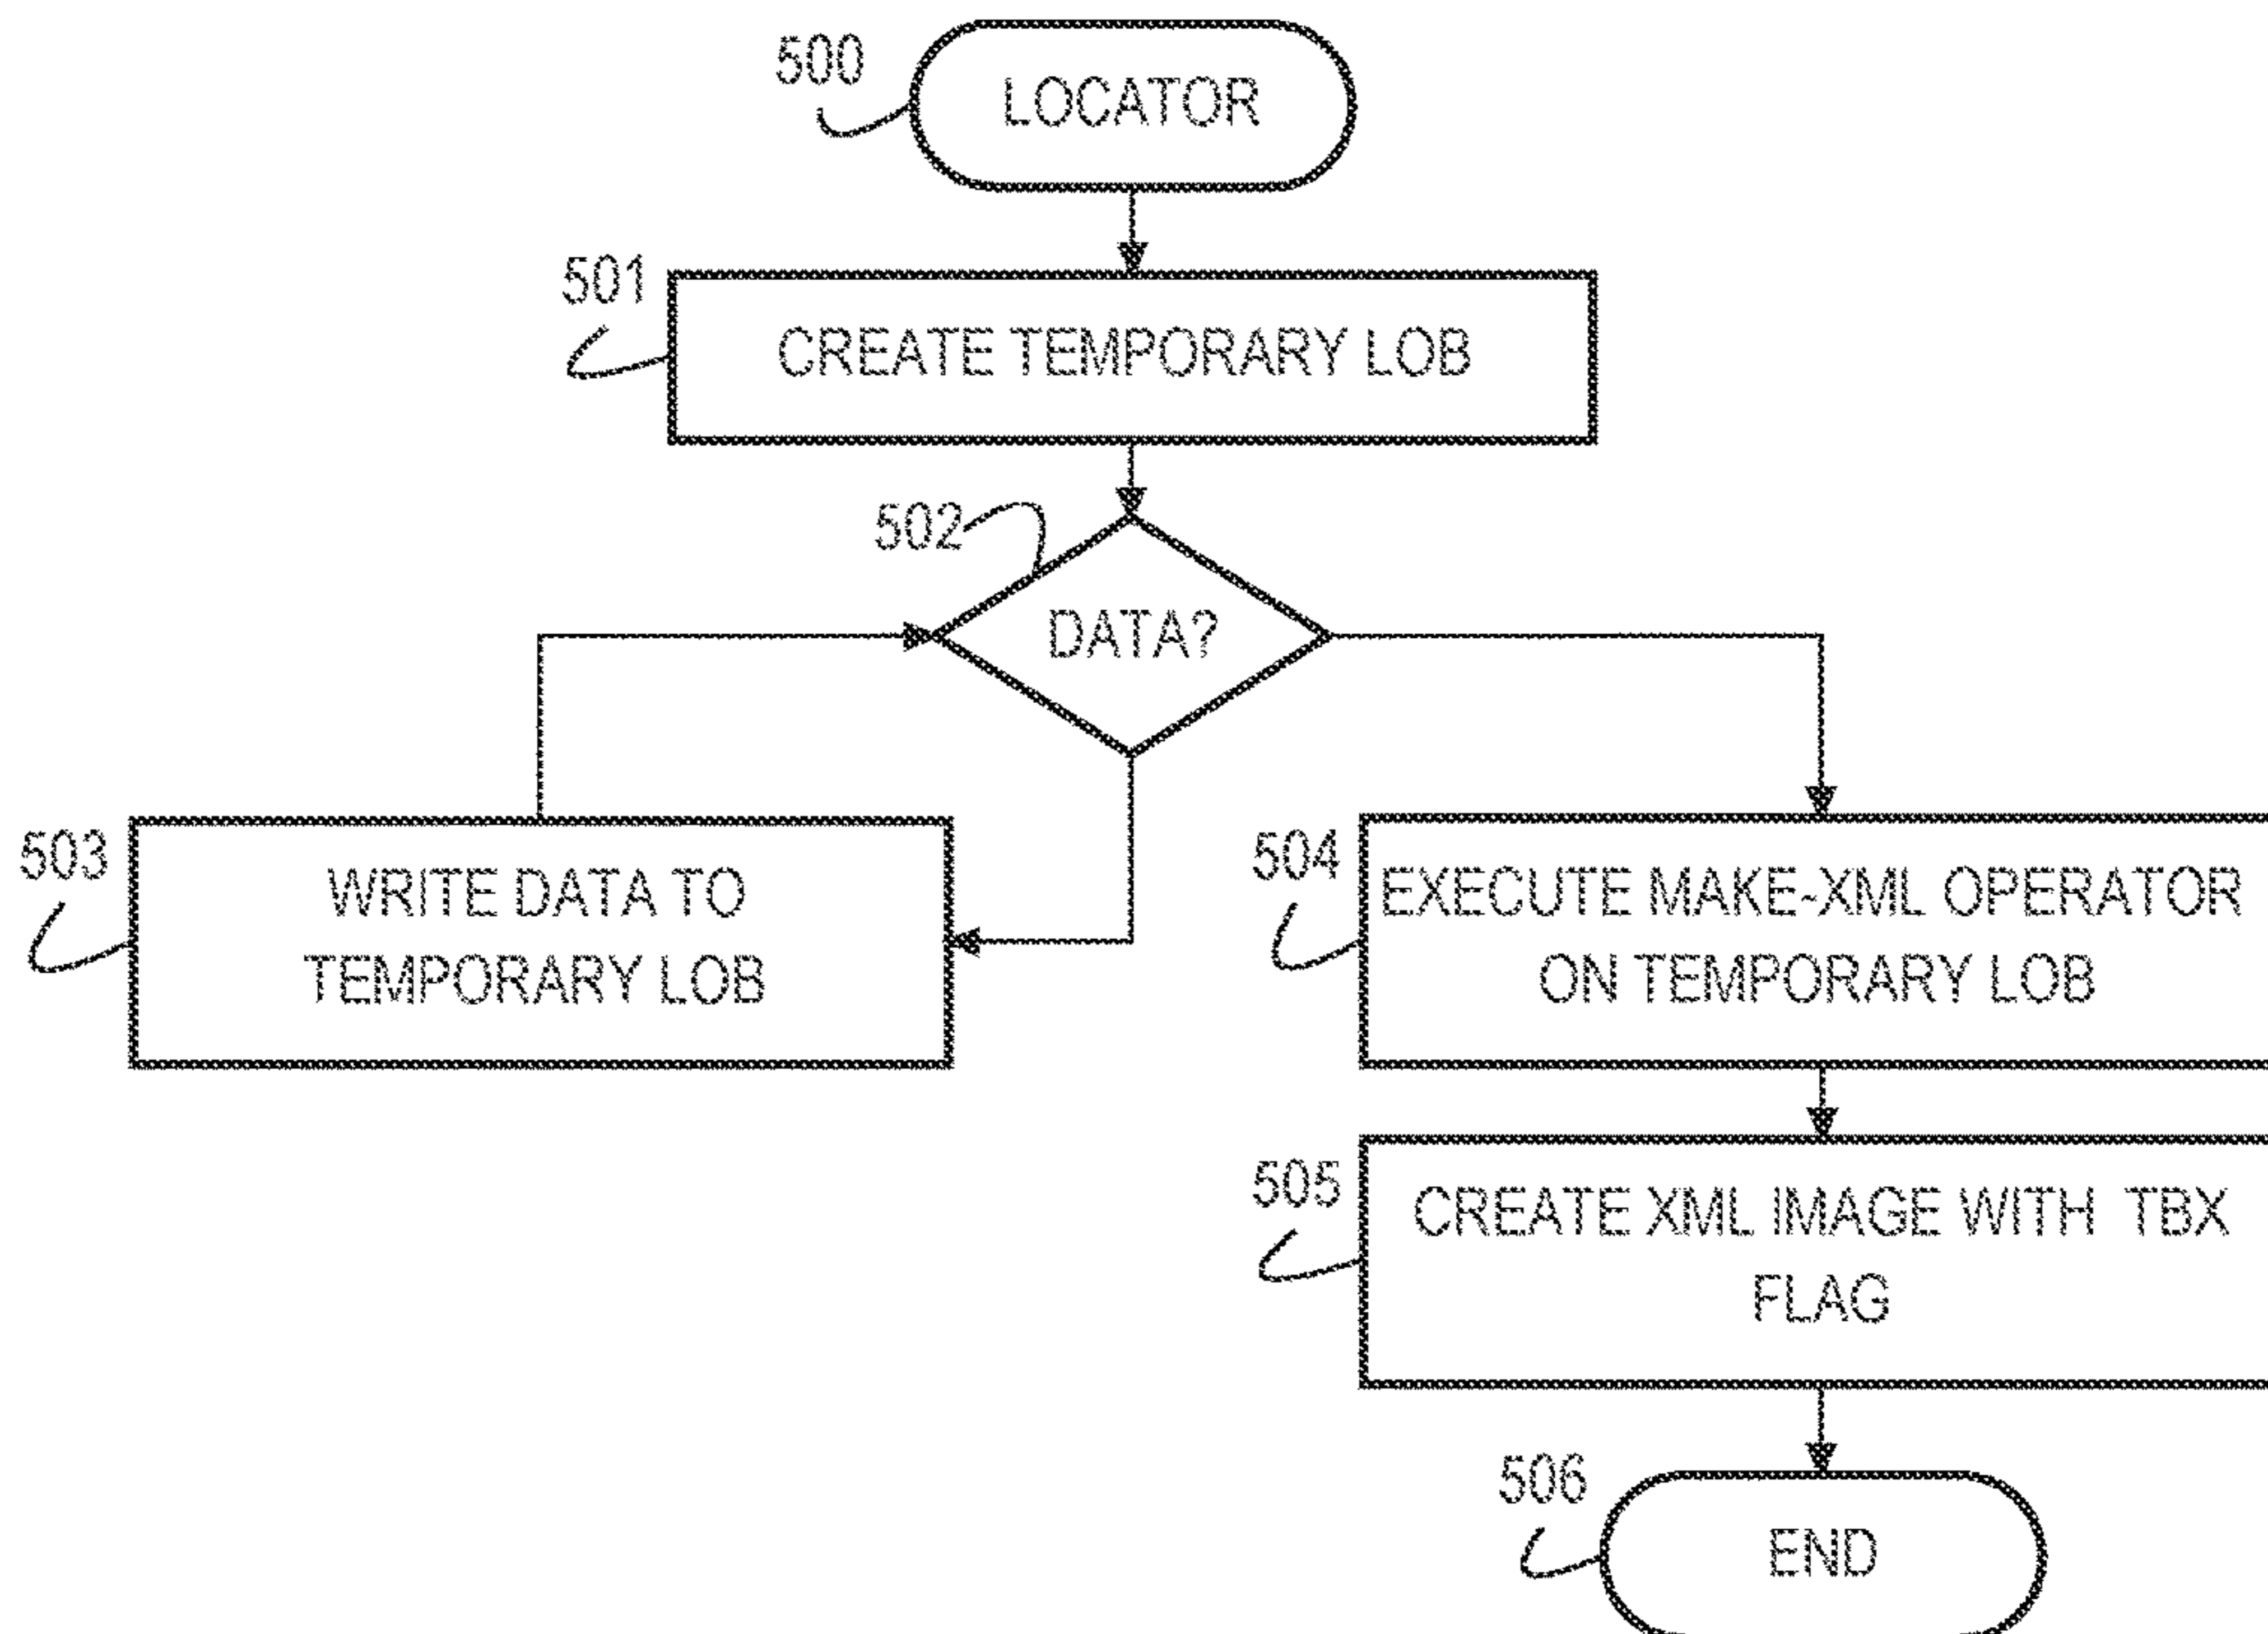 500
LOCATOR
501
CREATE TEMPORARY LOB
502
DATA?
503
WRITE DATA TO
TEMPORARY LOB
504
EXECUTE MAKE-XML OPERATOR
ON TEMPORARY LOB
505
CREATE XML IMAGE WITH TBX
FLAG
506
END